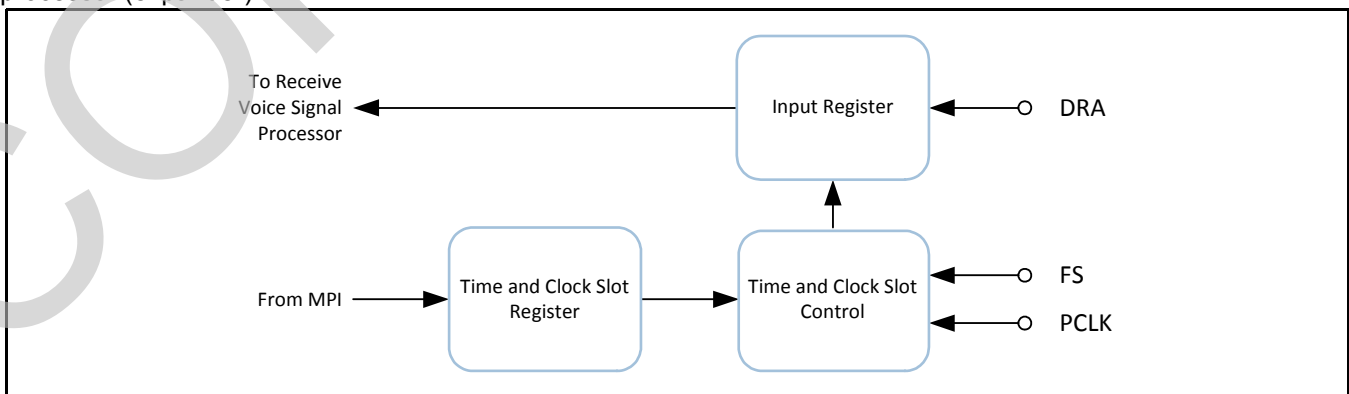 To Receive
Voice Signal
Processor
Input Register
DRA
From MPI
Time and Clock Slot
Register
Time and Clock Slot
Control
FS
PCLK